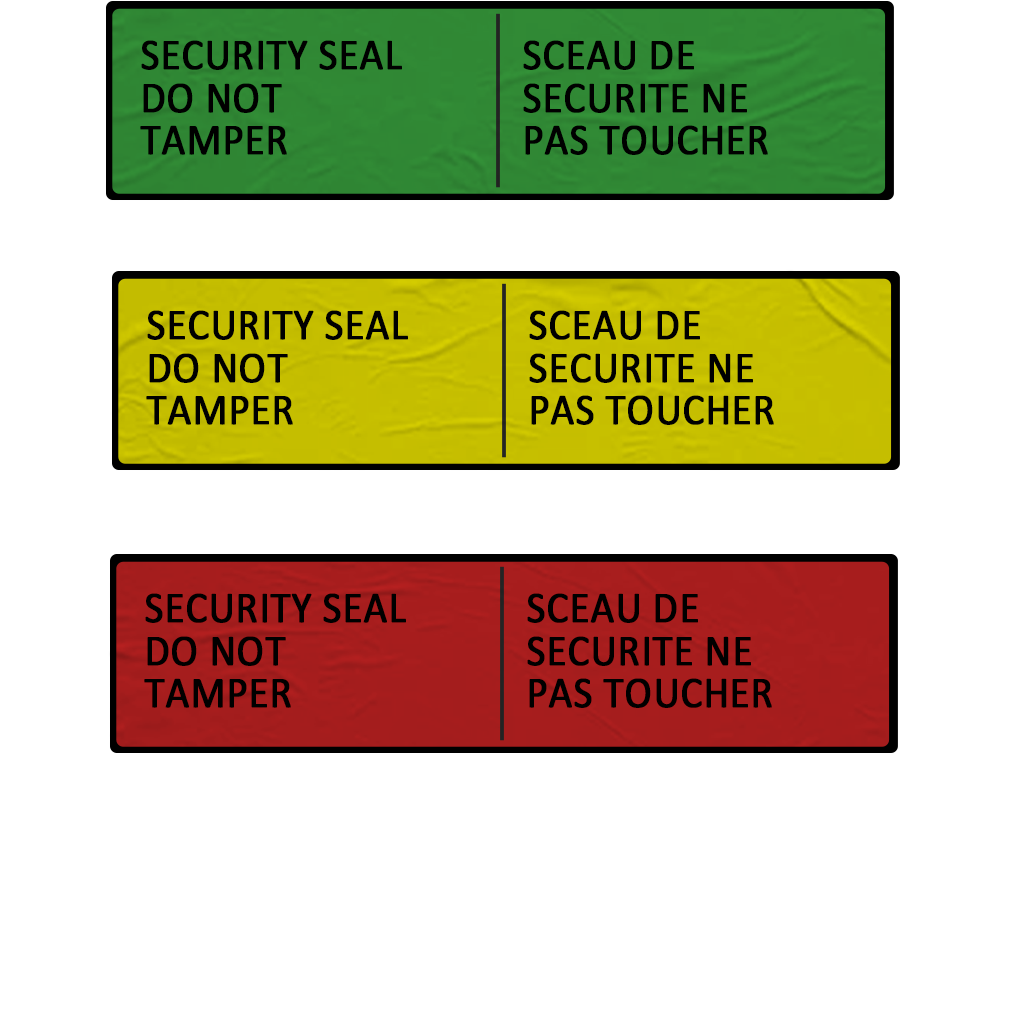 SECURITY SEAL
DO NOT
TAMPER
SCEAU DE
SECURITE NE
PAS TOUCHER
SECURITY SEAL
DO NOT
TAMPER
SCEAU DE
SECURITE NE
PAS TOUCHER
SECURITY SEAL
DO NOT
TAMPER
SCEAU DE
SECURITE NE
PAS TOUCHER